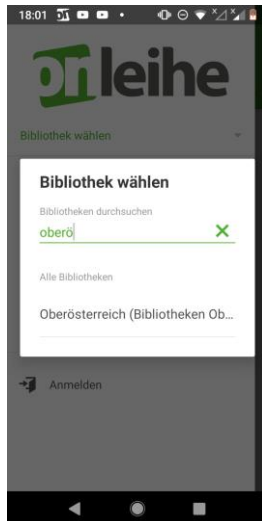 18:01
onleihe
Bibliothek wählen
Bibliothek wählen
Bibliotheken durchsuchen
oberö
Alle Bibliotheken
Oberösterreich (Bibliotheken Ob...
Anmelden